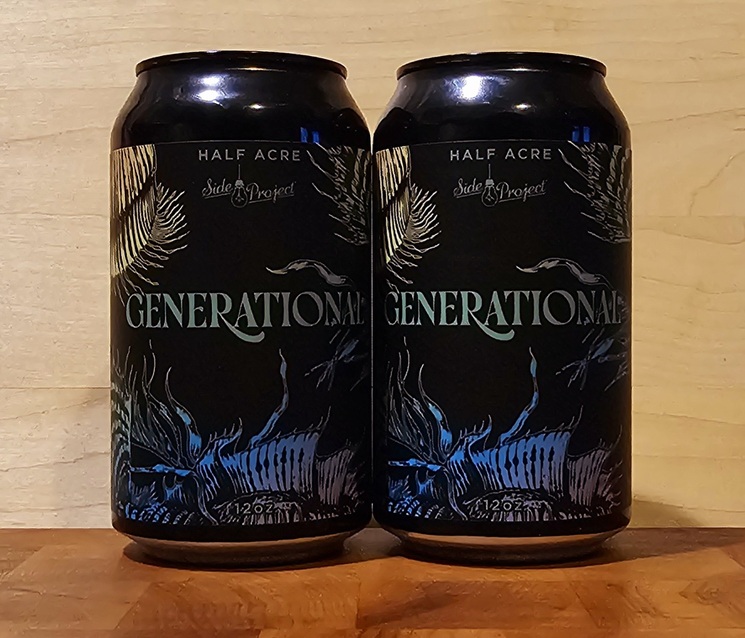 HALF ACRE
Side Project
GENERATIONAL
12oz
HALF ACRE
Side Project
GENERATIONAL
12oz